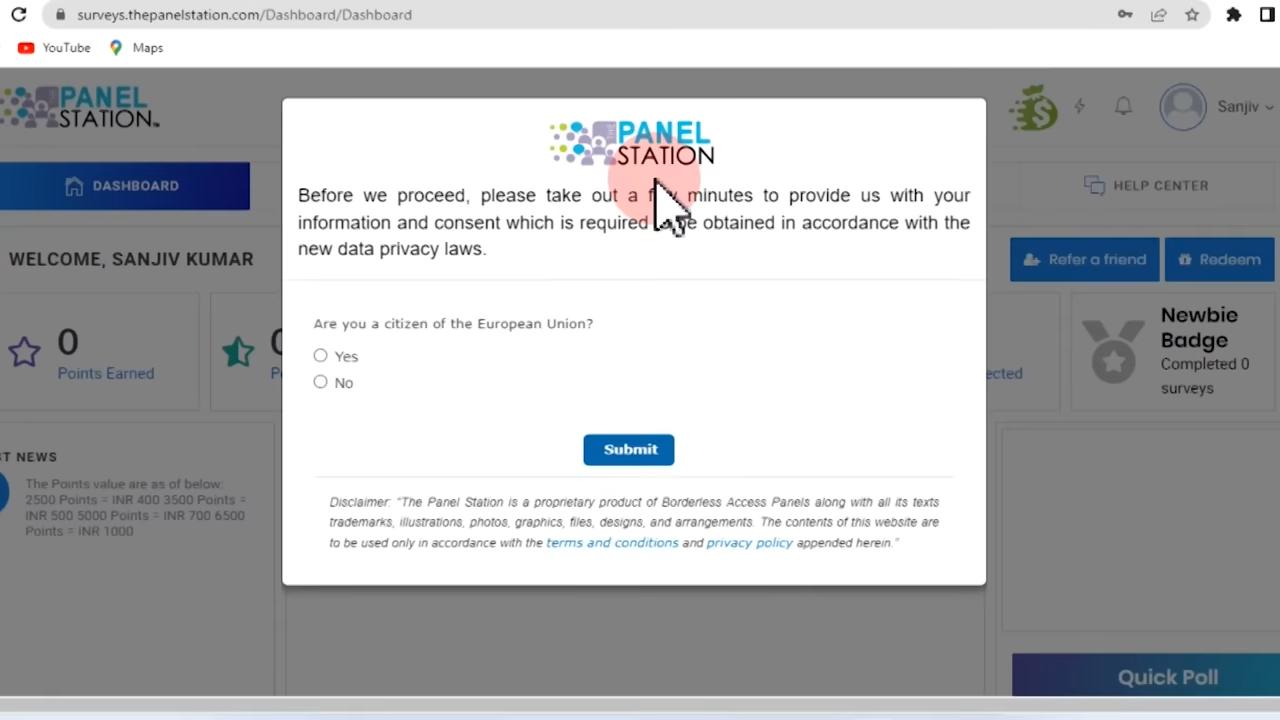 surveys.thepanelstation.com/Dashboard/Dashboard
YouTube Maps
PANEL
STATION
Sanjiv
DASHBOARD
HELP CENTER
WELCOME, SANJIV KUMAR
Refer a friend
Redeem
0
Points Earned
Newbie
Badge
Completed 0
surveys
THE
PANEL
STATION
Before we proceed, please take out a few minutes to provide us with your
information and consent which is required be obtained in accordance with the
new data privacy laws.
Are you a citizen of the European Union?
Yes
No
Submit
Disclaimer: "The Panel Station is a proprietary product of Borderless Access Panels along with all its texts
trademarks, illustrations, photos, graphics, files, designs, and arrangements. The contents of this website are
to be used only in accordance with the terms and conditions and privacy policy appended herein."
ected
ST NEWS
The Points value are as of below:
2500 Points = INR 400 3500 Points =
INR 500 5000 Points = INR 700 6500
Points = INR 1000
Quick Poll